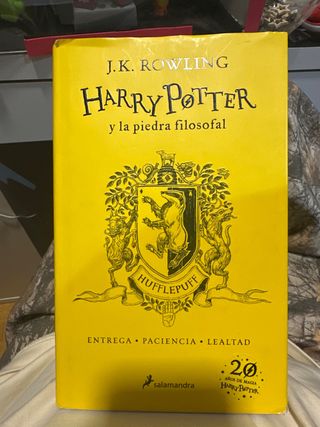 J.K. ROWLING
HARRY POTTER
y la piedra filosofal
HUFFLEPUFF
ENTREGA • PACIENCIA • LEALTAD
salamandra
20
AÑOS DE MAGIA
HARRY POTTER